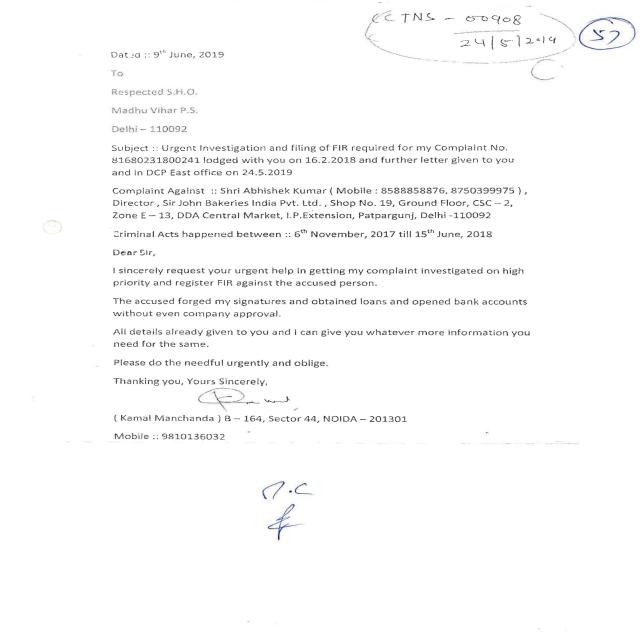 CCTNS - 00908
24/5/2019
57
Dated :: 9th June, 2019
To
Respected S.H.O.
Madhu Vihar P.S.
Delhi – 110092
Subject :: Urgent Investigation and filing of FIR required for my Complaint No.
81680231800241 lodged with you on 16.2.2018 and further letter given to you
and in DCP East office on 24.5.2019
Complaint Against :: Shri Abhishek Kumar ( Mobile : 8588858876, 8750399975 ) ,
Director , Sir John Bakeries India Pvt. Ltd. , Shop No. 19, Ground Floor, CSC – 2,
Zone E – 13, DDA Central Market, I.P.Extension, Patpargunj, Delhi -110092
Criminal Acts happened between :: 6th November, 2017 till 15th June, 2018
Dear Sir,
I sincerely request your urgent help in getting my complaint investigated on high
priority and register FIR against the accused person.
The accused forged my signatures and obtained loans and opened bank accounts
without even company approval.
All details already given to you and I can give you whatever more information you
need for the same.
Please do the needful urgently and oblige.
Thanking you, Yours Sincerely,
( Kamal Manchanda ) B – 164, Sector 44, NOIDA – 201301
Mobile :: 9810136032